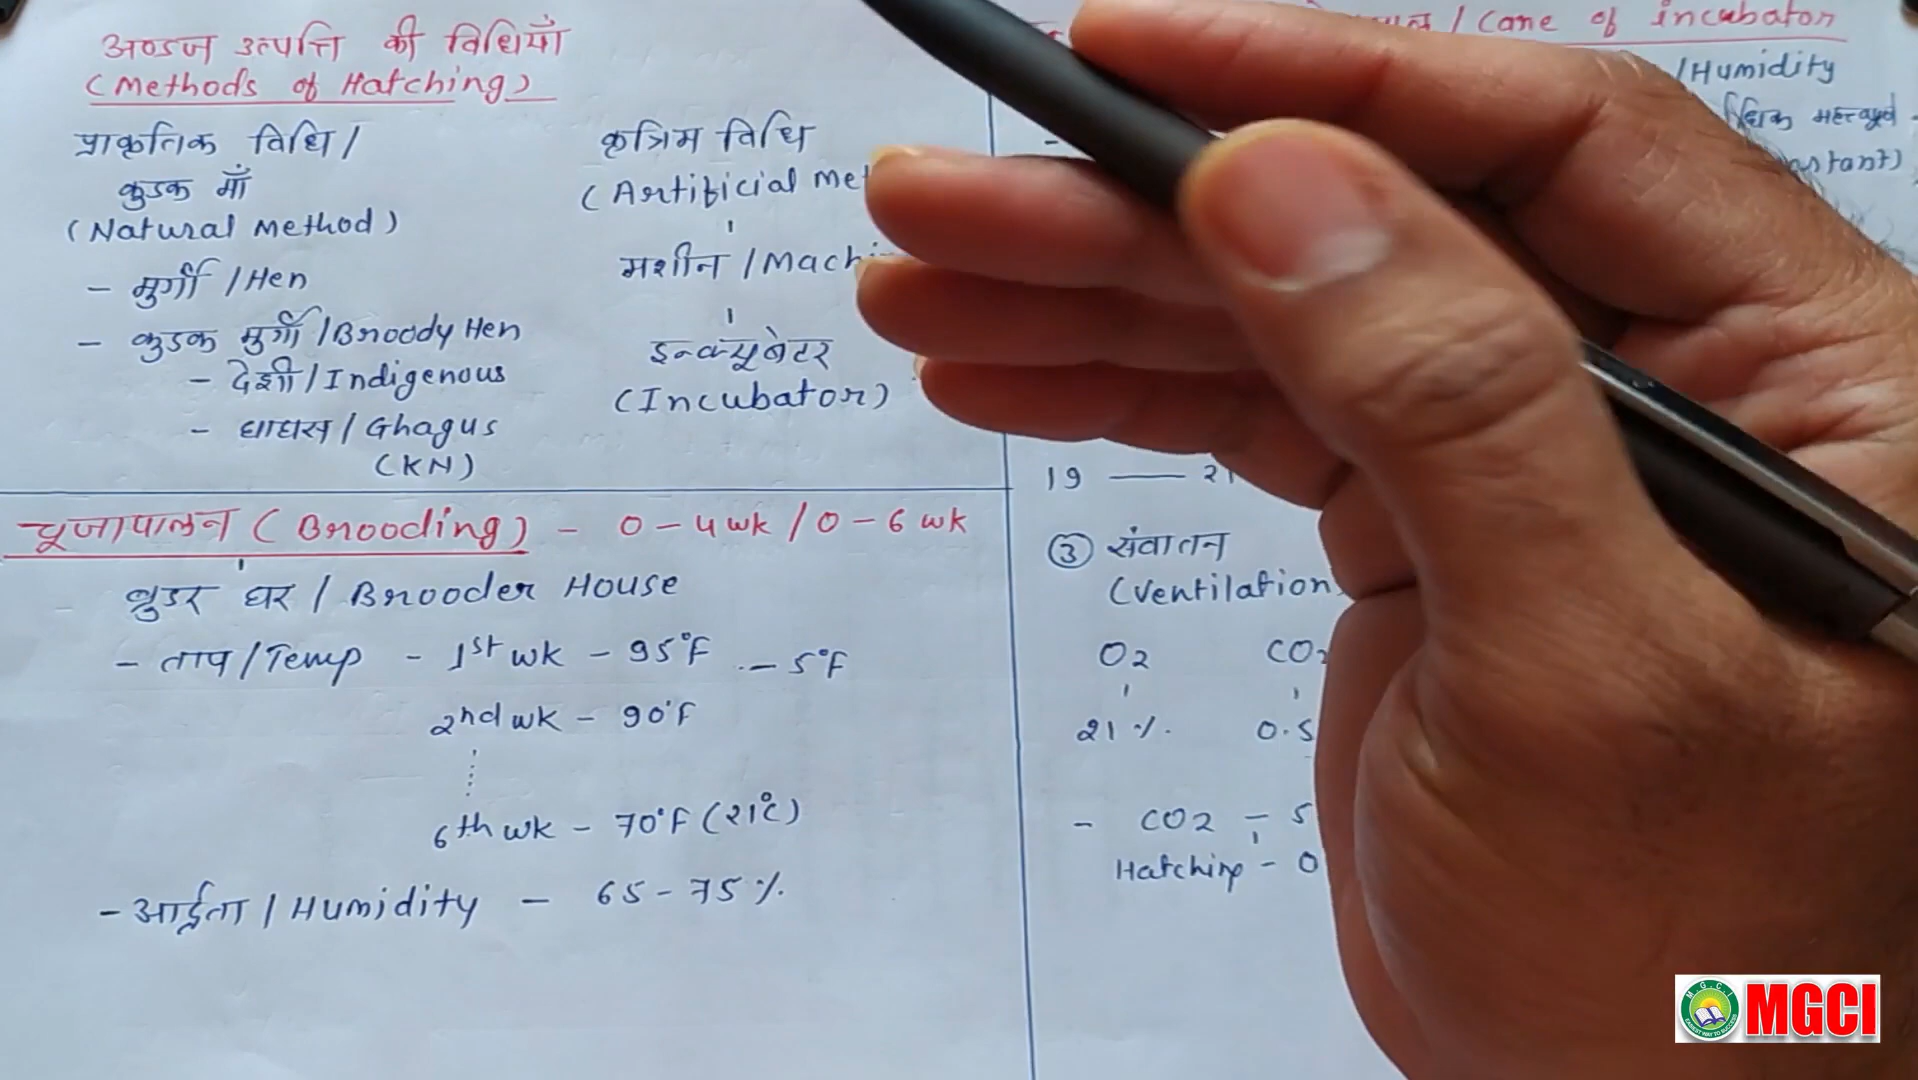 अण्डज उत्पत्ति की विधियाँ
(Methods of Hatching)
प्राकृतिक विधि /
कुडक माँ
(Natural Method)
- मुर्गी / Hen
- कुडक मुर्गी / Broody Hen
- देशी / Indigenous
- घाघस / Ghagus
(KN)
कृत्रिम विधि
(Artificial Met
मशीन / Machi
इन्क्यूबेटर
(Incubator)
चूजापालन (Brooding) - 0 - 4 wk / 0 - 6 wk
ब्रुडर घर / Brooder House
- ताप / Temp - 1st wk - 95°F - 5°F
2nd wk - 90°F
6th wk - 70°F (21°C)
- आर्द्रता / Humidity - 65 - 75 %
/ Care of incubator
/ Humidity
19 — 21
③ संवातन
(Ventilation
O2 CO2
21 % 0.5
- CO2 - 5
Hatching - 0
MGCI